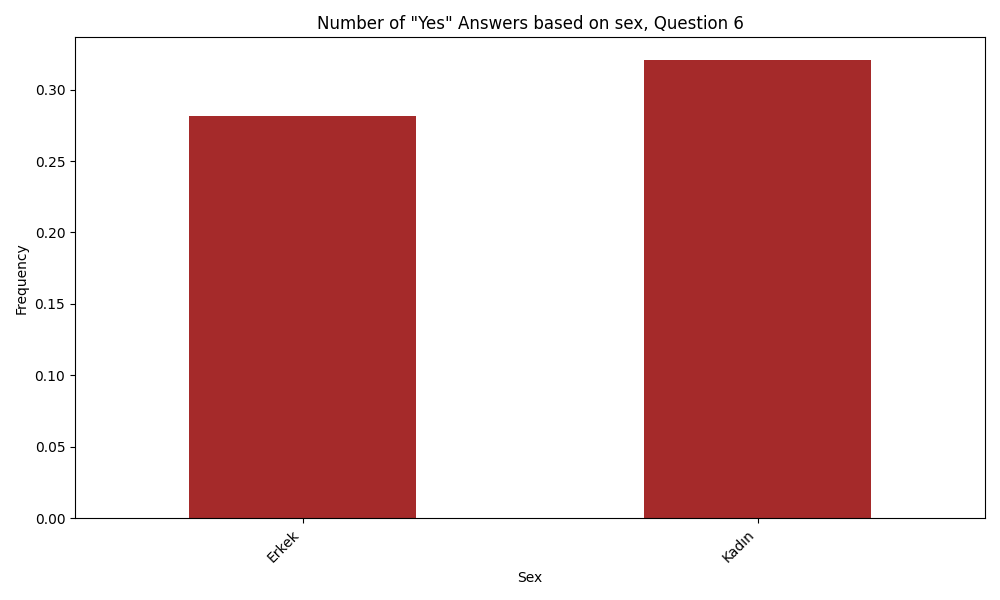 Number of "Yes" Answers based on sex, Question 6
Frequency
0.30
0.25
0.20
0.15
0.10
0.05
0.00
Erkek
Kadın
Sex